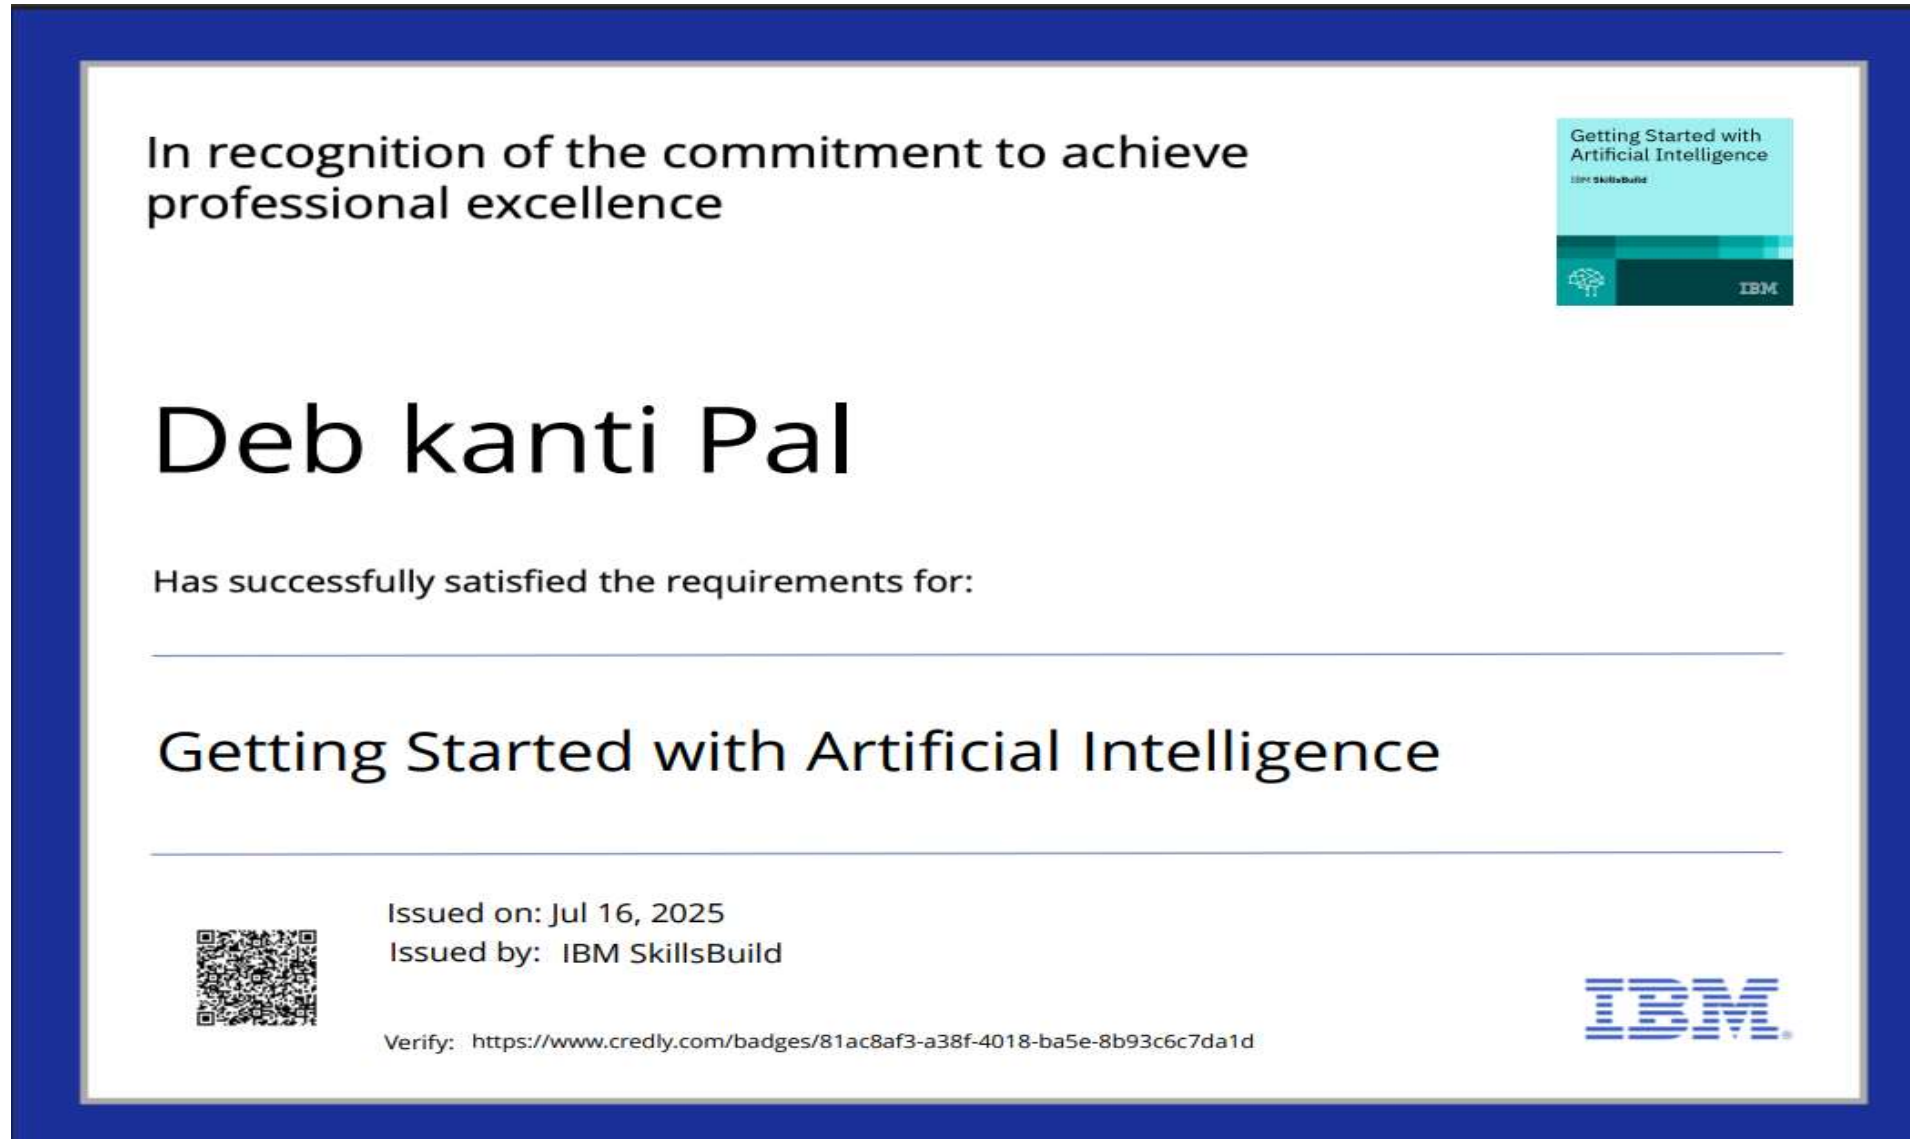 In recognition of the commitment to achieve
professional excellence
Getting Started with
Artificial Intelligence
IBM SkillsBuild
IBM
Deb kanti Pal
Has successfully satisfied the requirements for:
Getting Started with Artificial Intelligence
Issued on: Jul 16, 2025
Issued by: IBM SkillsBuild
Verify: https://www.credly.com/badges/81ac8af3-a38f-4018-ba5e-8b93c6c7da1d
IBM®